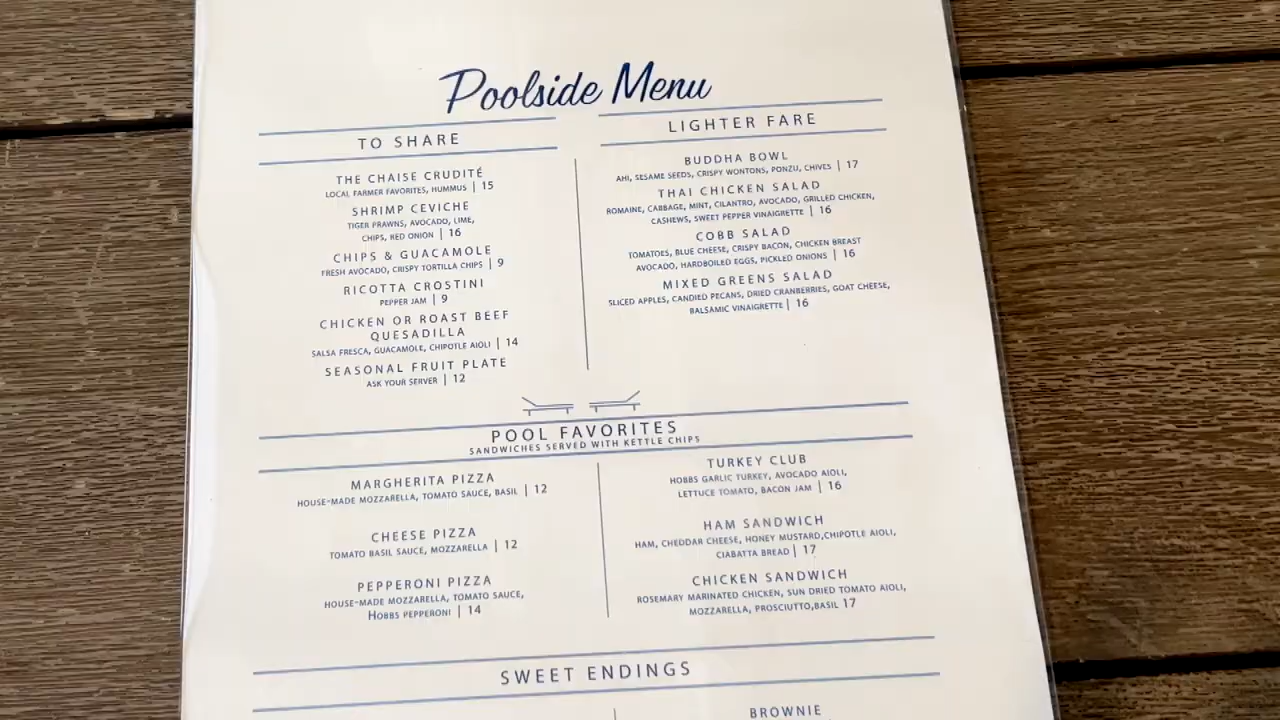 Poolside Menu
TO SHARE
THE CHAISE CRUDITÉ
LOCAL FARMER FAVORITES, HUMMUS | 15
SHRIMP CEVICHE
TIGER PRAWNS, AVOCADO, LIME,
CHIPS, RED ONION | 16
CHIPS & GUACAMOLE
FRESH AVOCADO, CRISPY TORTILLA CHIPS | 9
RICOTTA CROSTINI
PEPPER JAM | 9
CHICKEN OR ROAST BEEF
QUESADILLA
SALSA FRESCA, GUACAMOLE, CHIPOTLE AIOLI | 14
SEASONAL FRUIT PLATE
ASK YOUR SERVER | 12
LIGHTER FARE
BUDDHA BOWL
AHI, SESAME SEEDS, CRISPY WONTONS, PONZU, CHIVES | 17
THAI CHICKEN SALAD
ROMAINE, CABBAGE, MINT, CILANTRO, AVOCADO, GRILLED CHICKEN,
CASHEWS, SWEET PEPPER VINAIGRETTE | 16
COBB SALAD
TOMATOES, BLUE CHEESE, CRISPY BACON, CHICKEN BREAST
AVOCADO, HARDBOILED EGGS, PICKLED ONIONS | 16
MIXED GREENS SALAD
SLICED APPLES, CANDIED PECANS, DRIED CRANBERRIES, GOAT CHEESE,
BALSAMIC VINAIGRETTE | 16
POOL FAVORITES
SANDWICHES SERVED WITH KETTLE CHIPS
MARGHERITA PIZZA
HOUSE-MADE MOZZARELLA, TOMATO SAUCE, BASIL | 12
CHEESE PIZZA
TOMATO BASIL SAUCE, MOZZARELLA | 12
PEPPERONI PIZZA
HOUSE-MADE MOZZARELLA, TOMATO SAUCE,
HOBBS PEPPERONI | 14
TURKEY CLUB
HOBBS GARLIC TURKEY, AVOCADO AIOLI,
LETTUCE TOMATO, BACON JAM | 16
HAM SANDWICH
HAM, CHEDDAR CHEESE, HONEY MUSTARD,CHIPOTLE AIOLI,
CIABATTA BREAD | 17
CHICKEN SANDWICH
ROSEMARY MARINATED CHICKEN, SUN DRIED TOMATO AIOLI,
MOZZARELLA, PROSCIUTTO,BASIL 17
SWEET ENDINGS
BROWNIE